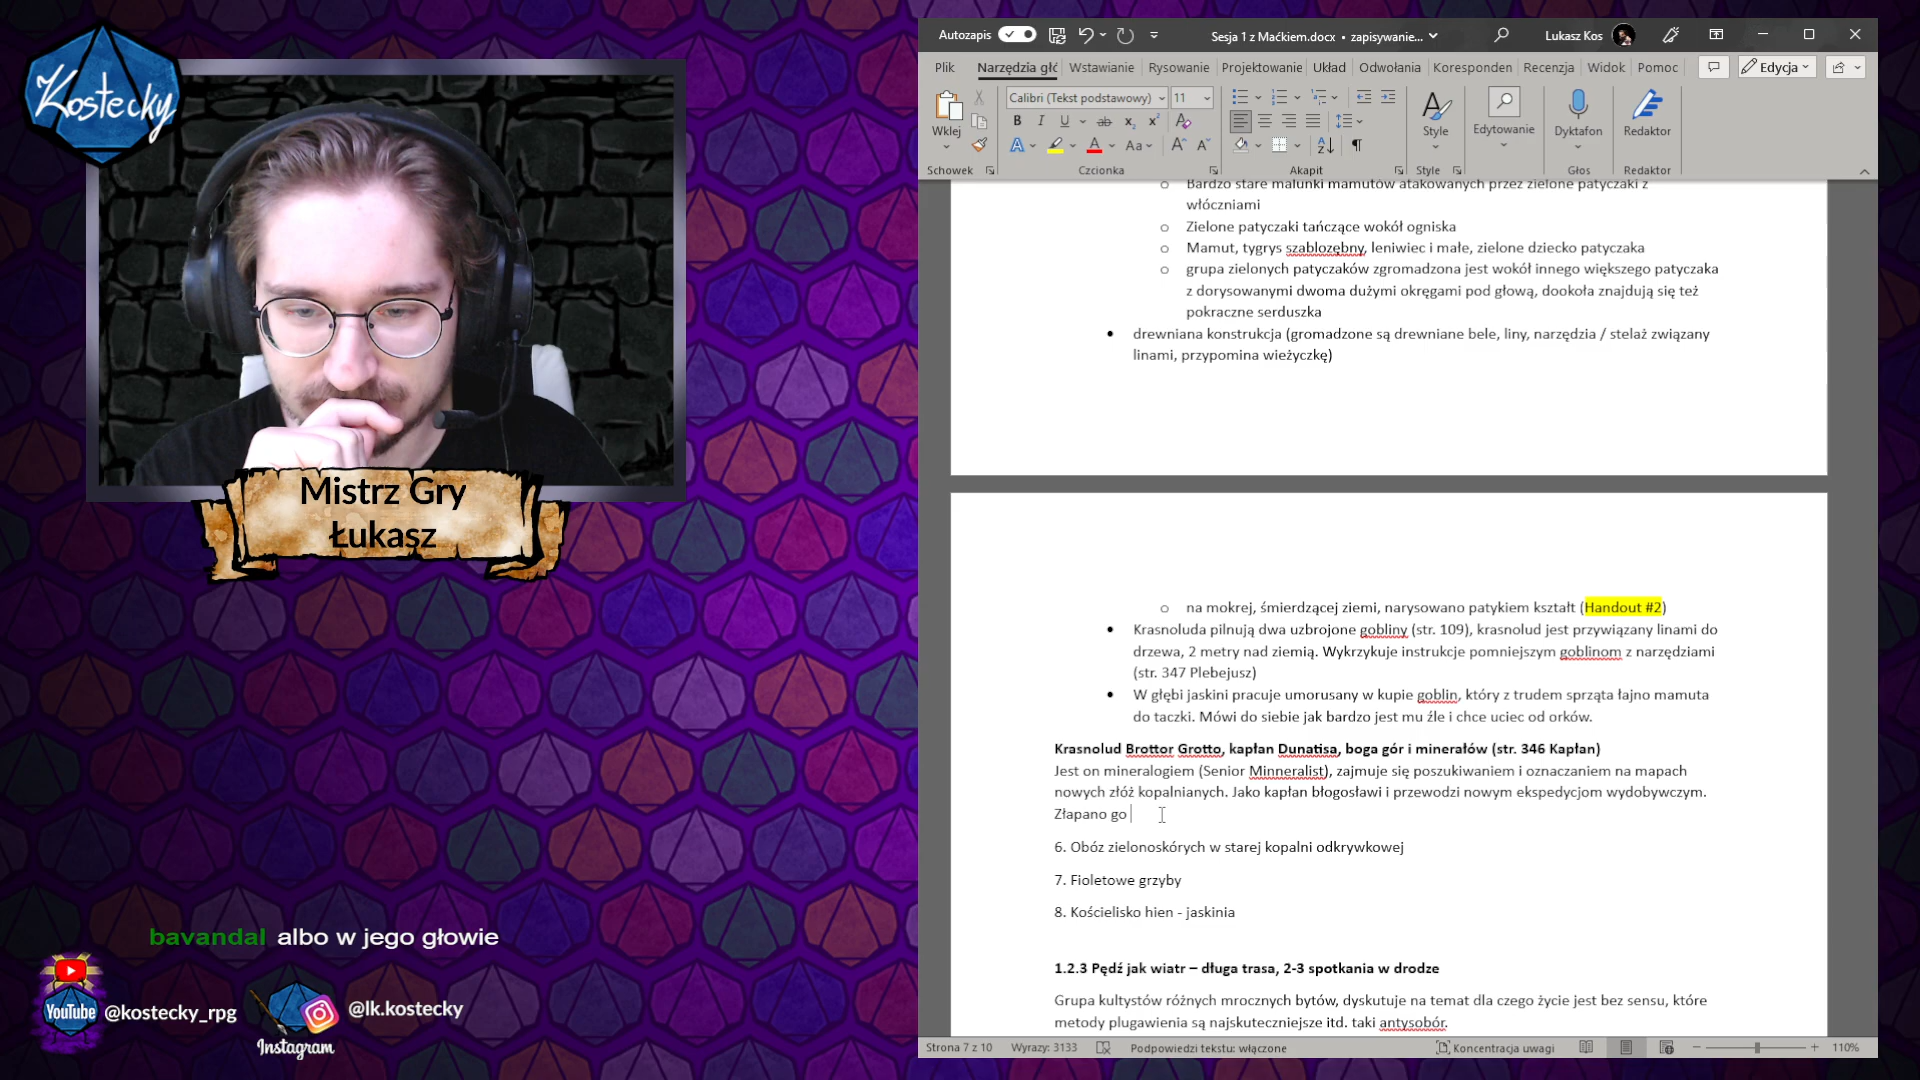 Kostecky
Mistrz Gry
Łukasz
bavandal albo w jego głowie
YouTube @kostecky_rpg
@lk.kostecky
Instagram
Autozapis
Sesja 1 z Maćkiem.docx • zapisywanie...
Lukasz Kos
Plik Narzędzia głć Wstawianie Rysowanie Projektowanie Układ Odwołania Koresponden Recenzja Widok Pomoc Edycja
Wklej
Calibri (Tekst podstawowy) 11
B I U ab x₂ x²
A A Aa A A
Style Edytowanie Dyktafon Redaktor
Schowek Czcionka Akapit Style Głos Redaktor
o Bardzo stare malunki mamutów atakowanych przez zielone patyczaki z
włóczniami
o Zielone patyczaki tańczące wokół ogniska
o Mamut, tygrys szablozębny, leniwiec i małe, zielone dziecko patyczaka
o grupa zielonych patyczaków zgromadzona jest wokół innego większego patyczaka
z dorysowanymi dwoma dużymi okręgami pod głową, dookoła znajdują się też
pokraczne serduszka
• drewniana konstrukcja (gromadzone są drewniane bele, liny, narzędzia / stelaż związany
linami, przypomina wieżyczkę)
o na mokrej, śmierdzącej ziemi, narysowano patykiem kształt (Handout #2)
• Krasnoluda pilnują dwa uzbrojone gobliny (str. 109), krasnolud jest przywiązany linami do
drzewa, 2 metry nad ziemią. Wykrzykuje instrukcje pomniejszym goblinom z narzędziami
(str. 347 Plebejusz)
• W głębi jaskini pracuje umorusany w kupie goblin, który z trudem sprząta łajno mamuta
do taczki. Mówi do siebie jak bardzo jest mu źle i chce uciec od orków.
Krasnolud Brottor Grotto, kapłan Dunatisa, boga gór i minerałów (str. 346 Kapłan)
Jest on mineralogiem (Senior Minneralist), zajmuje się poszukiwaniem i oznaczaniem na mapach
nowych złóż kopalnianych. Jako kapłan błogosławi i przewodzi nowym ekspedycjom wydobywczym.
Złapano go
6. Obóz zielonoskórych w starej kopalni odkrywkowej
7. Fioletowe grzyby
8. Kościelisko hien - jaskinia
1.2.3 Pędź jak wiatr – długa trasa, 2-3 spotkania w drodze
Grupa kultystów różnych mrocznych bytów, dyskutuje na temat dla czego życie jest bez sensu, które
metody plugawienia są najskuteczniejsze itd. taki antysobór.
Strona 7 z 10 Wyrazy: 3133 Podpowiedzi tekstu: włączone Koncentracja uwagi 110%